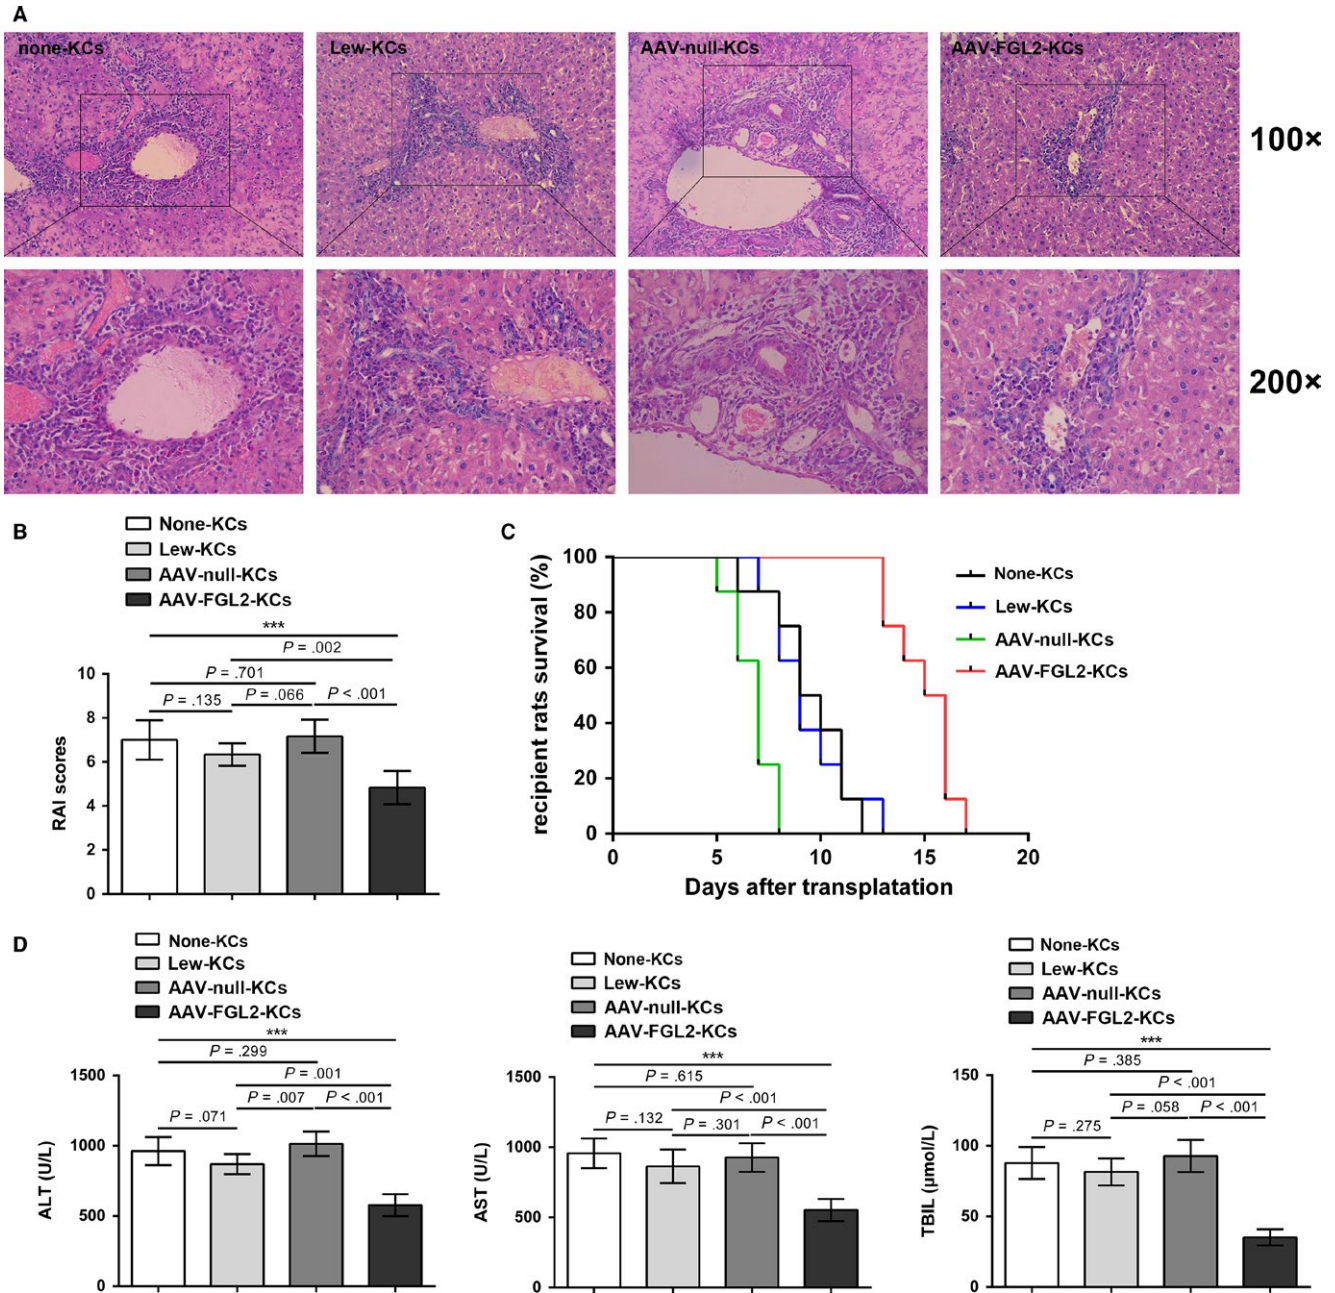 A
none-KCs
Lew-KCs
AAV-null-KCs
AAV-FGL2-KCs
100×
200×
B
None-KCs
Lew-KCs
AAV-null-KCs
AAV-FGL2-KCs
***
P = .002
P = .701
P = .135
P = .066
P < .001
RAI scores
10
8
6
4
2
0
C
recipient rats survival (%)
100
80
60
40
20
0
0
5
10
15
20
Days after transplatation
None-KCs
Lew-KCs
AAV-null-KCs
AAV-FGL2-KCs
D
None-KCs
Lew-KCs
AAV-null-KCs
AAV-FGL2-KCs
***
P = .299
P = .001
P = .007
P < .001
P = .071
ALT (U/L)
1500
1000
500
0
None-KCs
Lew-KCs
AAV-null-KCs
AAV-FGL2-KCs
***
P = .615
P < .001
P = .132
P = .301
P < .001
AST (U/L)
1500
1000
500
0
None-KCs
Lew-KCs
AAV-null-KCs
AAV-FGL2-KCs
***
P = .385
P < .001
P = .058
P < .001
P = .275
TBIL (μmol/L)
150
100
50
0